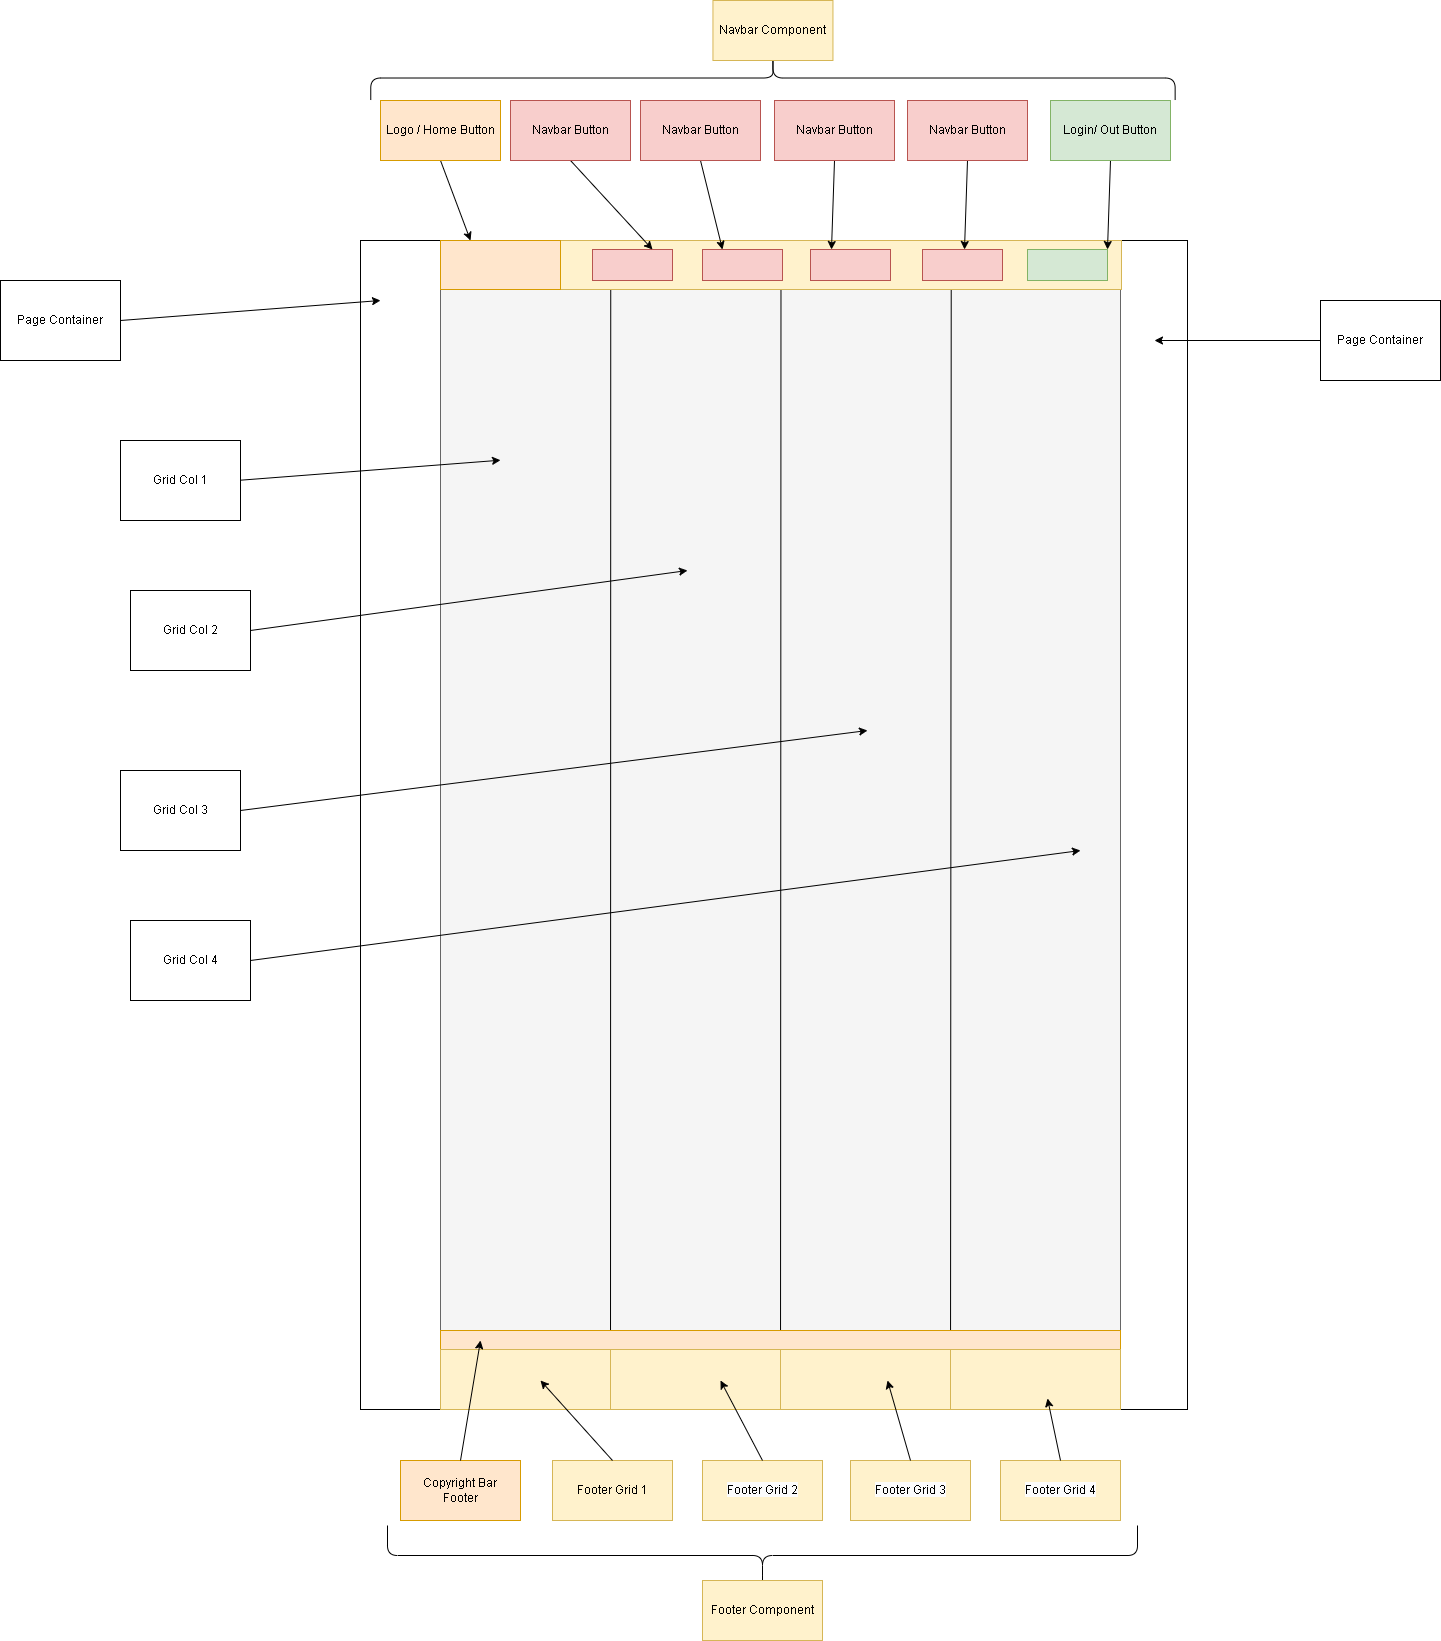 Navbar Component
Logo / Home Button
Navbar Button
Navbar Button
Navbar Button
Navbar Button
Login/ Out Button
Page Container
Page Container
Grid Col 1
Grid Col 2
Grid Col 3
Grid Col 4
Copyright Bar
Footer
Footer Grid 1
Footer Grid 2
Footer Grid 3
Footer Grid 4
Footer Component